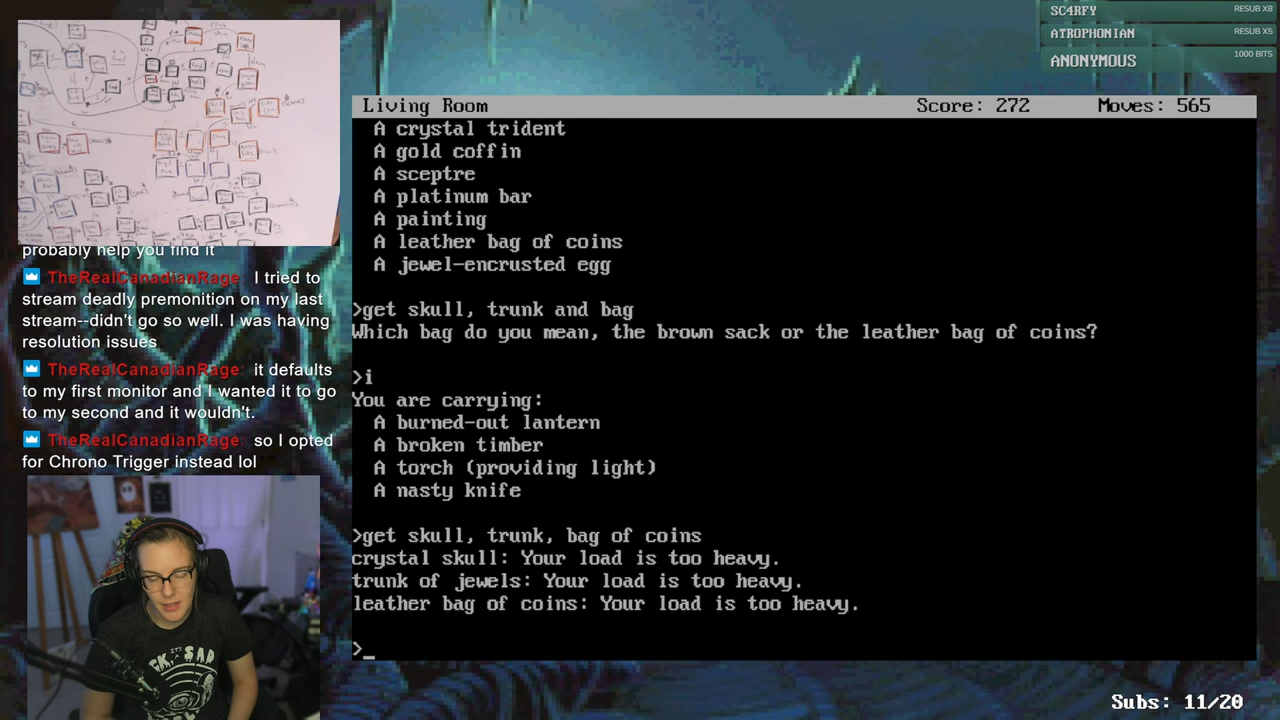 SC4RFY RESUB X8
ATROPHONIAN RESUB X5
ANONYMOUS 1000 BITS
Living Room Score: 272 Moves: 565
A crystal trident
A gold coffin
A sceptre
A platinum bar
A painting
A leather bag of coins
A jewel-encrusted egg
>get skull, trunk and bag
Which bag do you mean, the brown sack or the leather bag of coins?
>i
You are carrying:
A burned-out lantern
A broken timber
A torch (providing light)
A nasty knife
>get skull, trunk, bag of coins
crystal skull: Your load is too heavy.
trunk of jewels: Your load is too heavy.
leather bag of coins: Your load is too heavy.
>_
probably help you find it
TheRealCanadianRage: I tried to
stream deadly premonition on my last
stream--didn't go so well. I was having
resolution issues
TheRealCanadianRage: it defaults
to my first monitor and I wanted it to go
to my second and it wouldn't.
TheRealCanadianRage: so I opted
for Chrono Trigger instead lol
Subs: 11/20